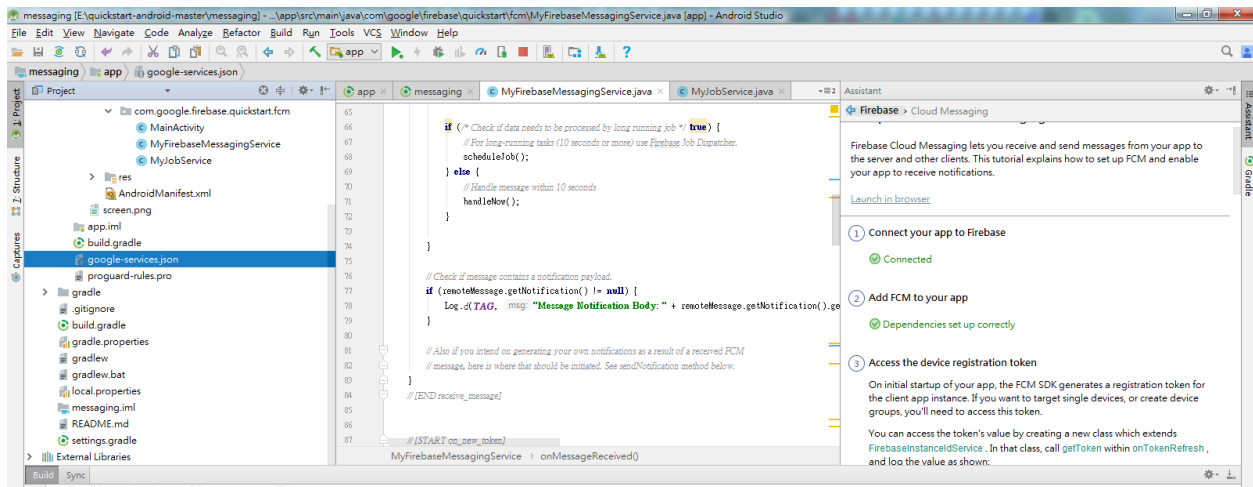 messaging [E:\quickstart-android-master\messaging] - ...\app\src\main\java\com\google\firebase\quickstart\fcm\MyFirebaseMessagingService.java [app] - Android Studio
File Edit View Navigate Code Analyze Refactor Build Run Tools VCS Window Help
app
messaging app google-services.json
1: Project
Z: Structure
Captures
Project
com.google.firebase.quickstart.fcm
MainActivity
MyFirebaseMessagingService
MyJobService
res
AndroidManifest.xml
screen.png
app.iml
build.gradle
google-services.json
proguard-rules.pro
gradle
.gitignore
build.gradle
gradle.properties
gradlew
gradlew.bat
local.properties
messaging.iml
README.md
settings.gradle
External Libraries
app messaging MyFirebaseMessagingService.java MyJobService.java
65
66 if (/* Check if data needs to be processed by long running job */ true) {
67 // For long-running tasks (10 seconds or more) use Firebase Job Dispatcher.
68 scheduleJob();
69 } else {
70 // Handle message within 10 seconds
71 handleNow();
72 }
73
74 }
75
76 // Check if message contains a notification payload.
77 if (remoteMessage.getNotification() != null) {
78 Log.d(TAG, msg: "Message Notification Body: " + remoteMessage.getNotification().ge
79 }
80
81 // Also if you intend on generating your own notifications as a result of a received FCM
82 // message, here is where that should be initiated. See sendNotification method below.
83 }
84 // [END receive_message]
85
86
87 // [START on_new_token]
MyFirebaseMessagingService onMessageReceived()
Assistant
Firebase > Cloud Messaging
Firebase Cloud Messaging lets you receive and send messages from your app to
the server and other clients. This tutorial explains how to set up FCM and enable
your app to receive notifications.
Launch in browser
1 Connect your app to Firebase
Connected
2 Add FCM to your app
Dependencies set up correctly
3 Access the device registration token
On initial startup of your app, the FCM SDK generates a registration token for
the client app instance. If you want to target single devices, or create device
groups, you'll need to access this token.
You can access the token's value by creating a new class which extends
FirebaseInstanceIdService . In that class, call getToken within onTokenRefresh ,
and log the value as shown:
Assistant
Gradle
Build Sync